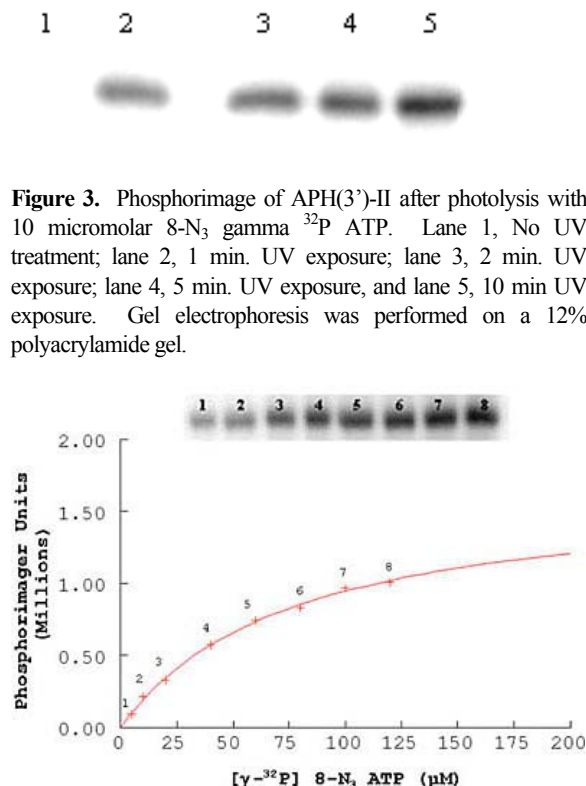 1 2 3 4 5
Figure 3. Phosphorimage of APH(3’)-II after photolysis with
10 micromolar 8-N₃ gamma ³²P ATP. Lane 1, No UV
treatment; lane 2, 1 min. UV exposure; lane 3, 2 min. UV
exposure; lane 4, 5 min. UV exposure, and lane 5, 10 min UV
exposure. Gel electrophoresis was performed on a 12%
polyacrylamide gel.
1 2 3 4 5 6 7 8
2.00
1.50
1.00
0.50
0.00
Phosphorimager Units
(Millions)
1
2
3
4
5
6
7
8
0 25 50 75 100 125 150 175 200
[γ-³²P] 8-N₃ ATP (µM)